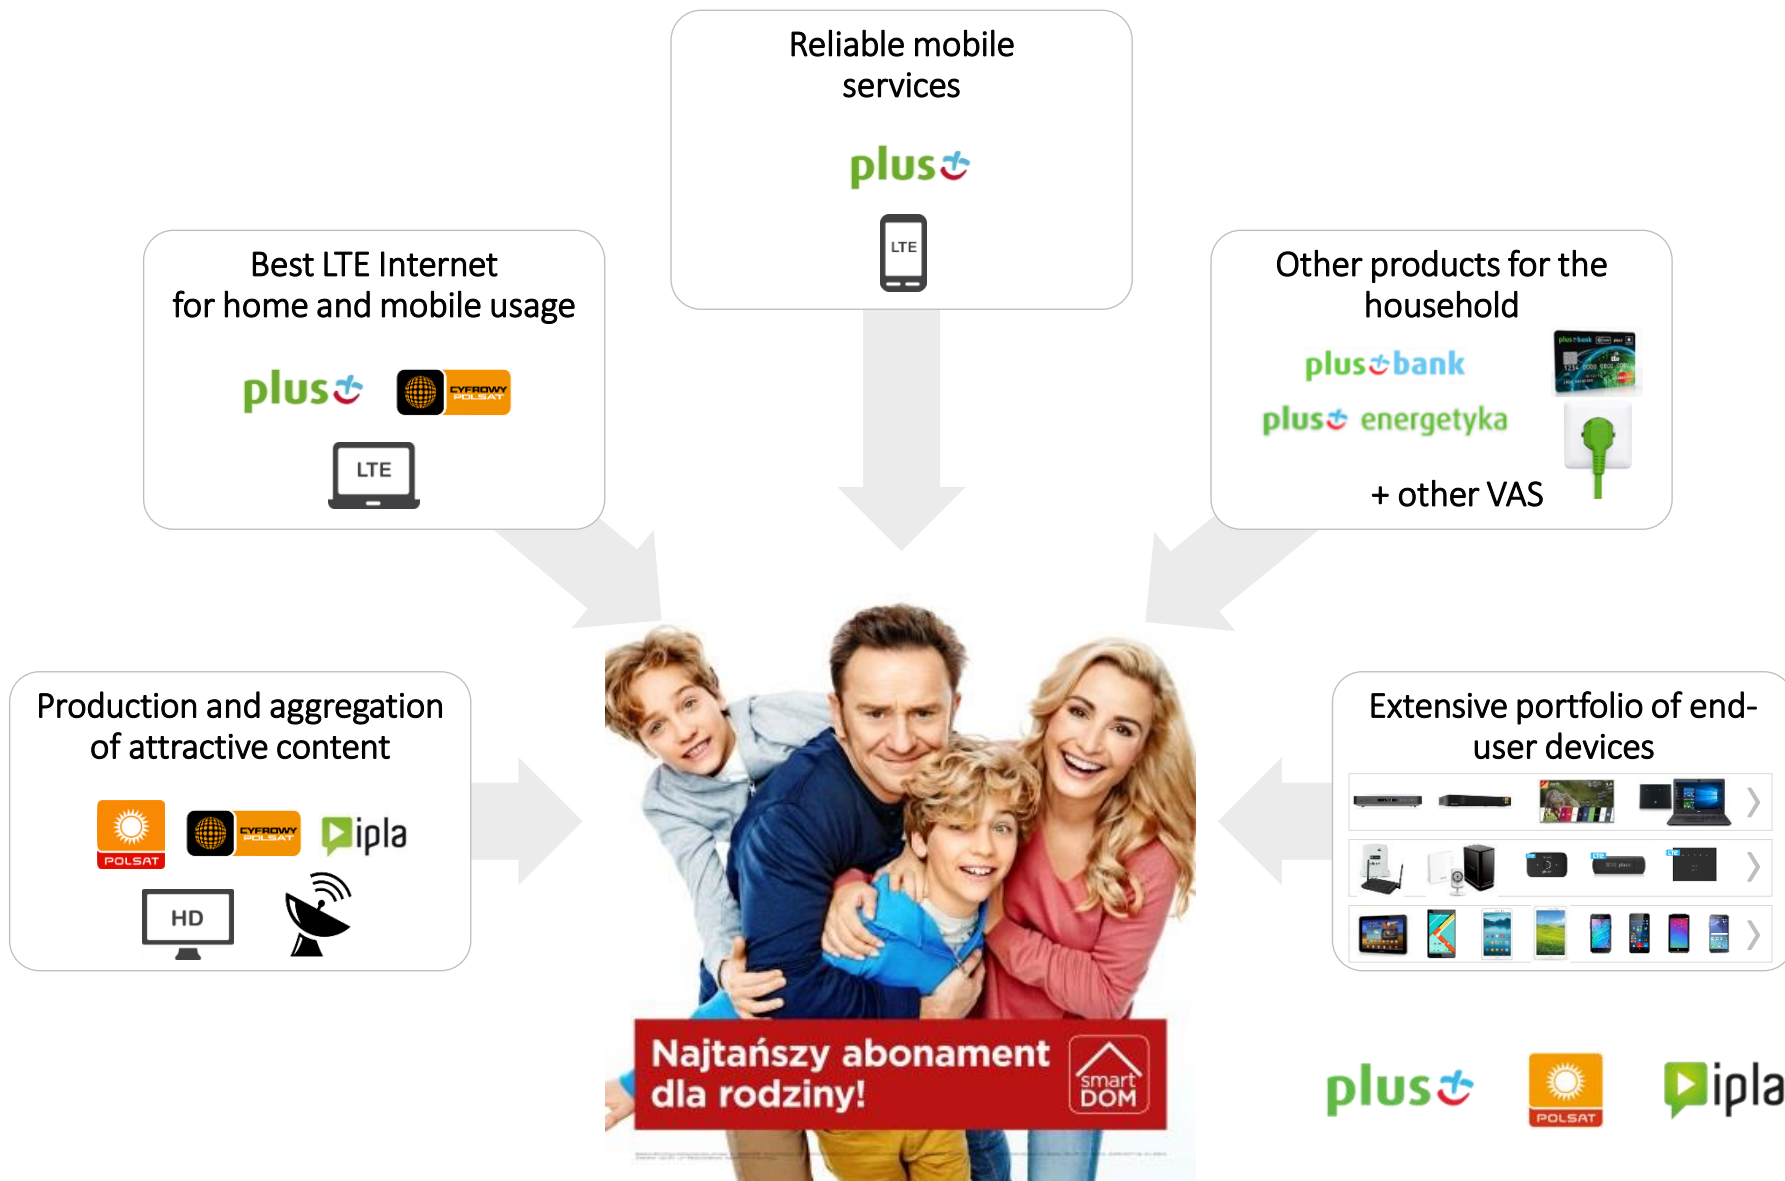 Reliable mobile
services
plus
LTE
Best LTE Internet
for home and mobile usage
plus
CYFROWY
POLSAT
LTE
Other products for the
household
plus bank
plus energetyka
+ other VAS
Production and aggregation
of attractive content
POLSAT
CYFROWY
POLSAT
ipla
HD
Extensive portfolio of end-
user devices
Najtańszy abonament
dla rodziny!
smart
DOM
plus
POLSAT
ipla